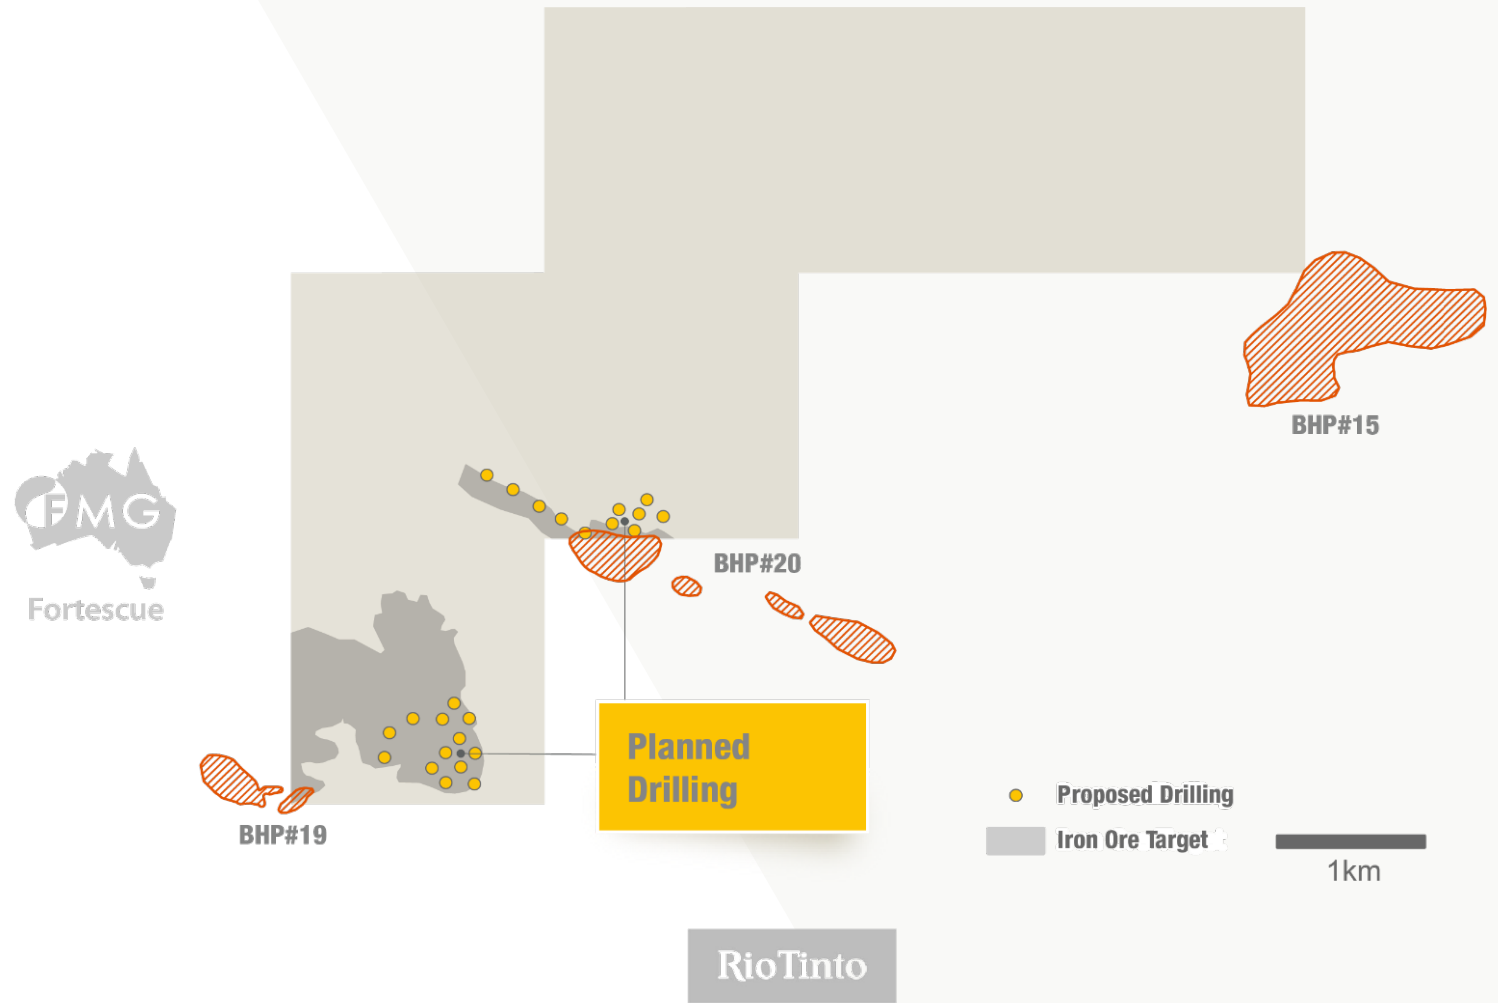 BHP#15
FMG
Fortescue
BHP#20
Planned
Drilling
Proposed Drilling
Iron Ore Target
1km
BHP#19
RioTinto